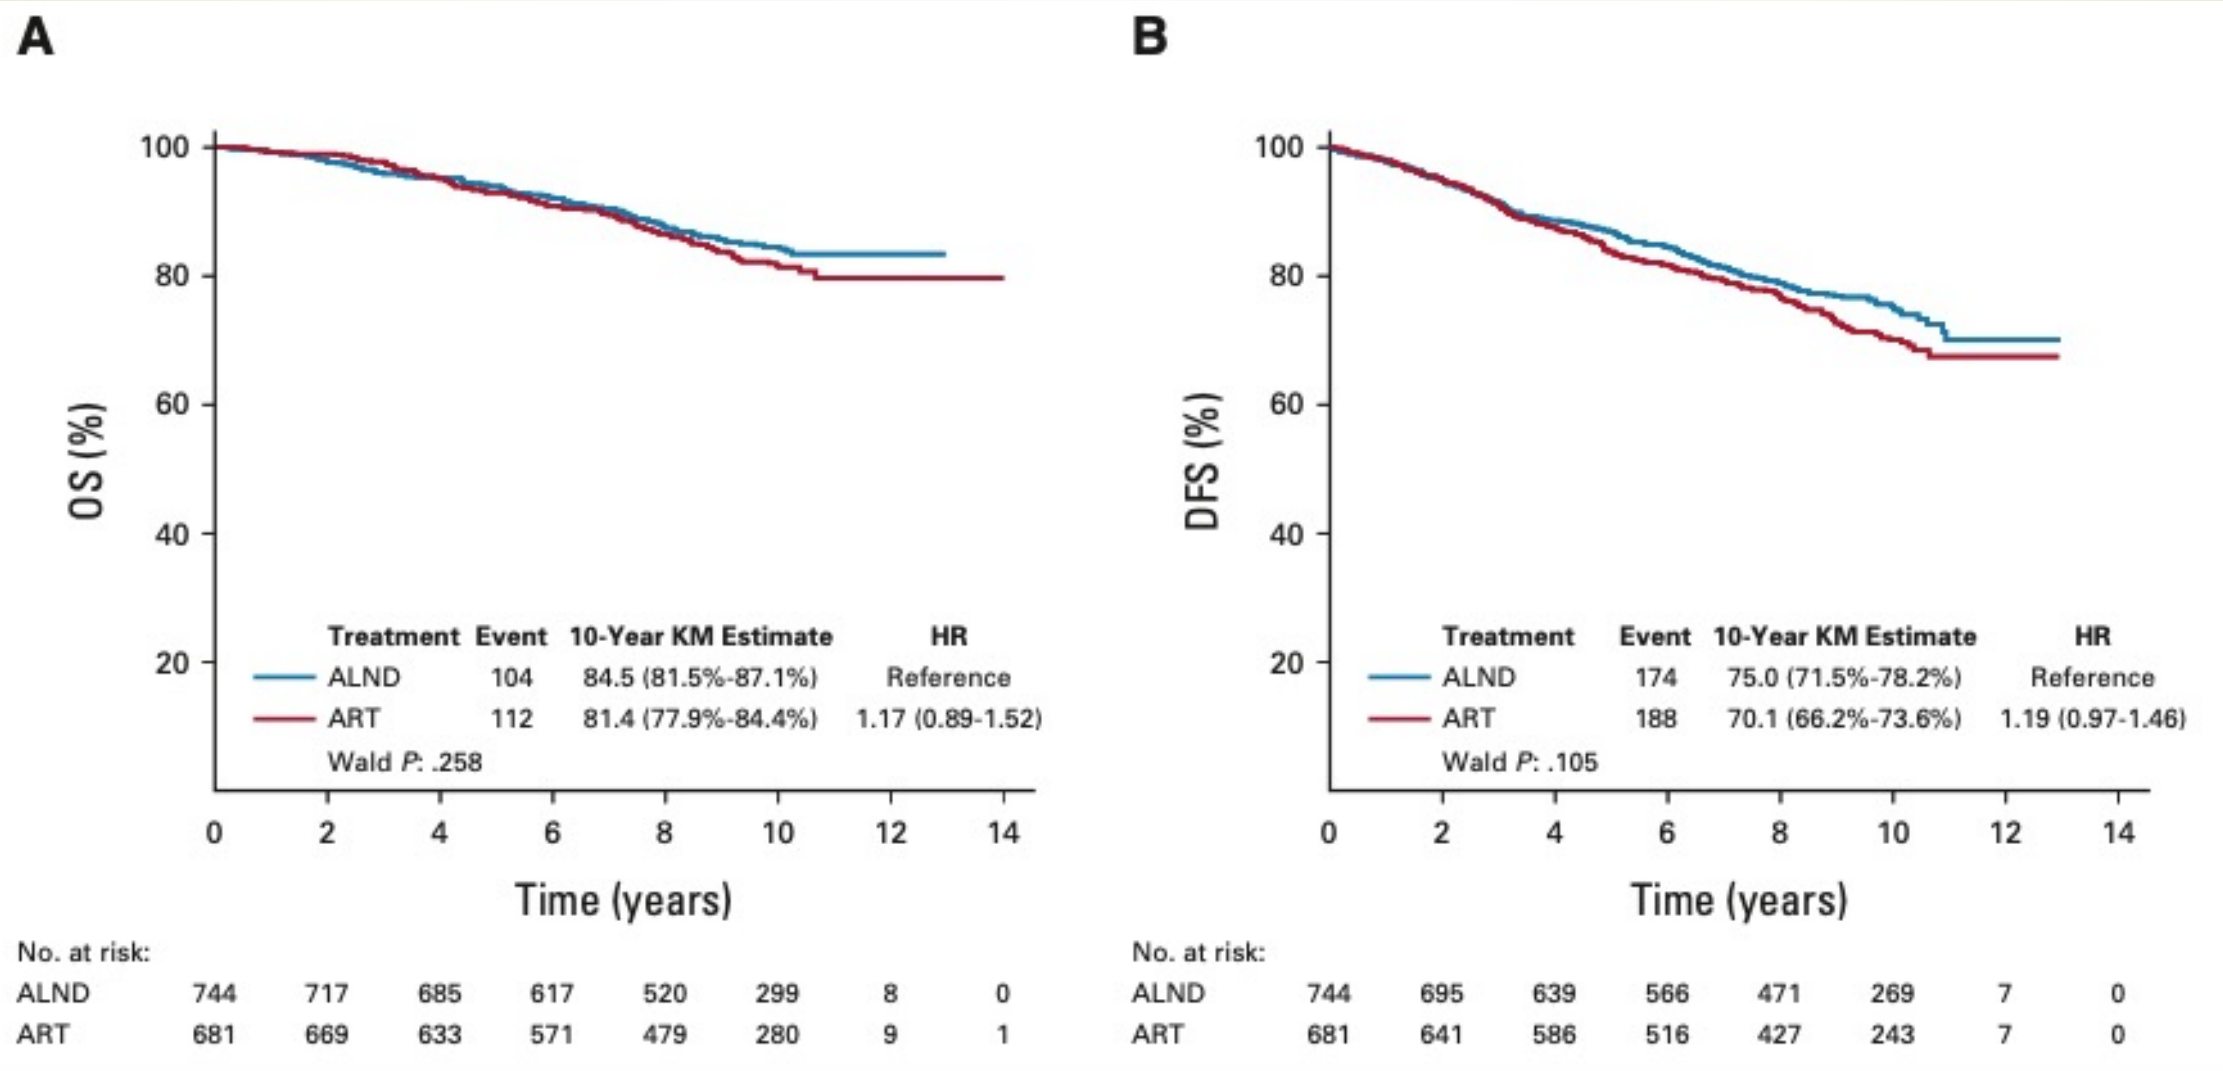 A
100
80
60
40
20
OS (%)
Treatment Event 10-Year KM Estimate HR
ALND 104 84.5 (81.5%-87.1%) Reference
ART 112 81.4 (77.9%-84.4%) 1.17 (0.89-1.52)
Wald P: .258
0 2 4 6 8 10 12 14
Time (years)
No. at risk:
ALND 744 717 685 617 520 299 8 0
ART 681 669 633 571 479 280 9 1
B
100
80
60
40
20
DFS (%)
Treatment Event 10-Year KM Estimate HR
ALND 174 75.0 (71.5%-78.2%) Reference
ART 188 70.1 (66.2%-73.6%) 1.19 (0.97-1.46)
Wald P: .105
0 2 4 6 8 10 12 14
Time (years)
No. at risk:
ALND 744 695 639 566 471 269 7 0
ART 681 641 586 516 427 243 7 0